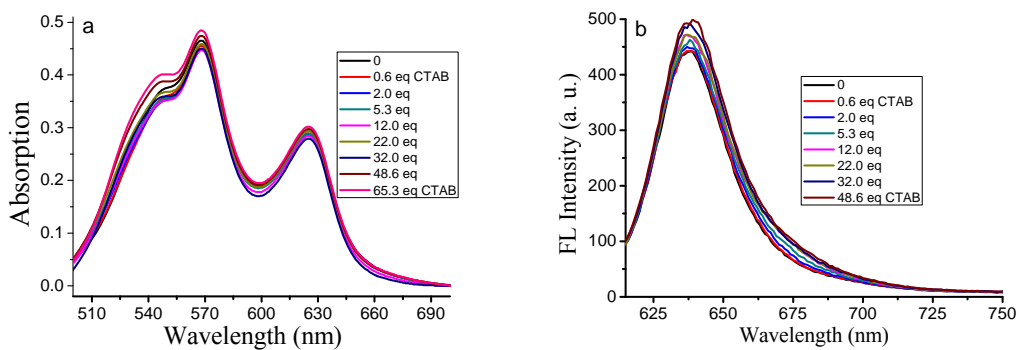 a
0.5
0.4
0.3
0.2
0.1
0.0
Absorption
0
0.6 eq CTAB
2.0 eq
5.3 eq
12.0 eq
22.0 eq
32.0 eq
48.6 eq
65.3 eq CTAB
510 540 570 600 630 660 690
Wavelength (nm)
b
500
400
300
200
100
0
FL Intensity (a. u.)
0
0.6 eq CTAB
2.0 eq
5.3 eq
12.0 eq
22.0 eq
32.0 eq
48.6 eq CTAB
625 650 675 700 725 750
Wavelength (nm)